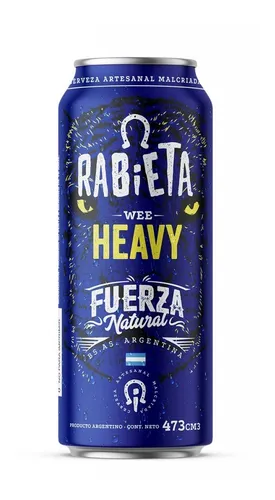 CERVEZA ARTESANAL MALCRIADA
RABiETA
WEE
HEAVY
FUERZA
Natural
BS.AS. ARGENTINA
PRODUCTO ARGENTINO - CONT. NETO 473CM3